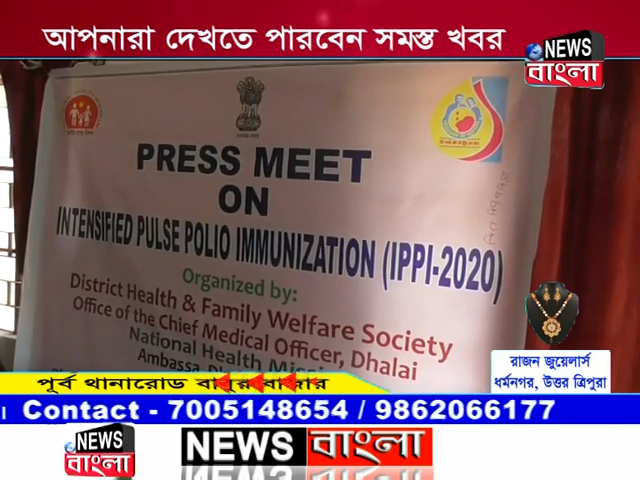 আপনারা দেখতে পারবেন সমস্ত খবর
NEWS
বাংলা
PRESS MEET
ON
INTENSIFIED PULSE POLIO IMMUNIZATION (IPPI-2020)
Organized by:
District Health & Family Welfare Society
Office of the Chief Medical Officer, Dhalai
National Health
Ambassa,
রাজন জুয়েলার্স
ধর্মনগর, উত্তর ত্রিপুরা
পূর্ব থানারোড বাবুর বাজার
। Contact - 7005148654 / 9862066177
NEWS
বাংলা
NEWS বাংলা